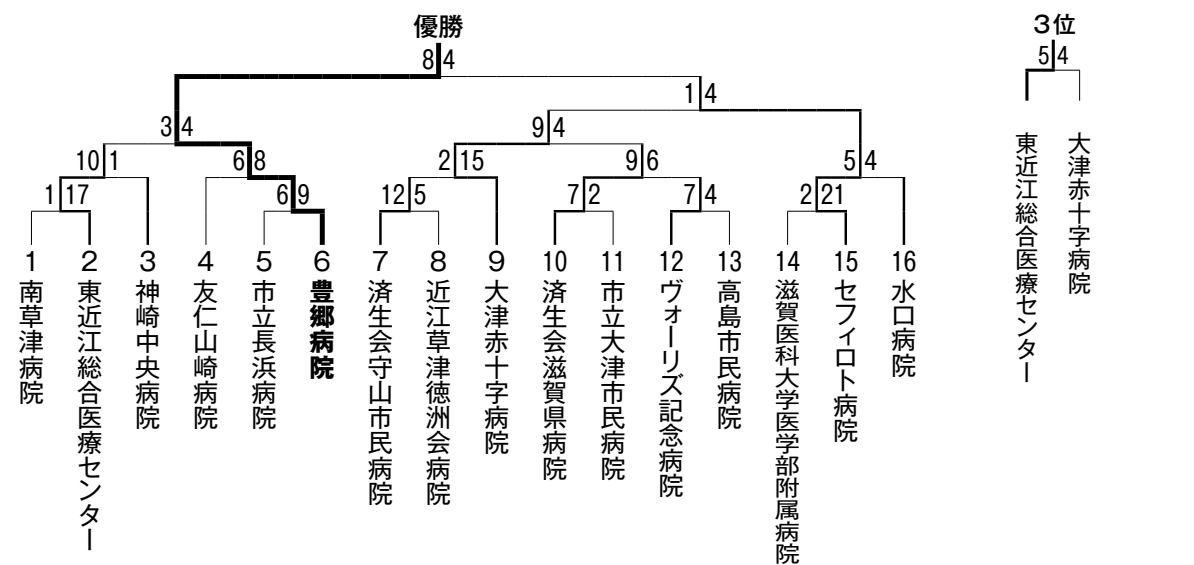 優勝
3位
8 4
5 4
1 4
3 4
9 4
10 1
6 8
2 15
9 6
5 4
1 17
6 9
12 5
7 2
7 4
2 21
1 南草津病院
2 東近江総合医療センター
3 神崎中央病院
4 友仁山崎病院
5 市立長浜病院
6 豊郷病院
7 済生会守山市民病院
8 近江草津徳洲会病院
9 大津赤十字病院
10 済生会滋賀県病院
11 市立大津市民病院
12 ヴォーリズ記念病院
13 高島市民病院
14 滋賀医科大学医学部附属病院
15 セフィロト病院
16 水口病院
東近江総合医療センター
大津赤十字病院